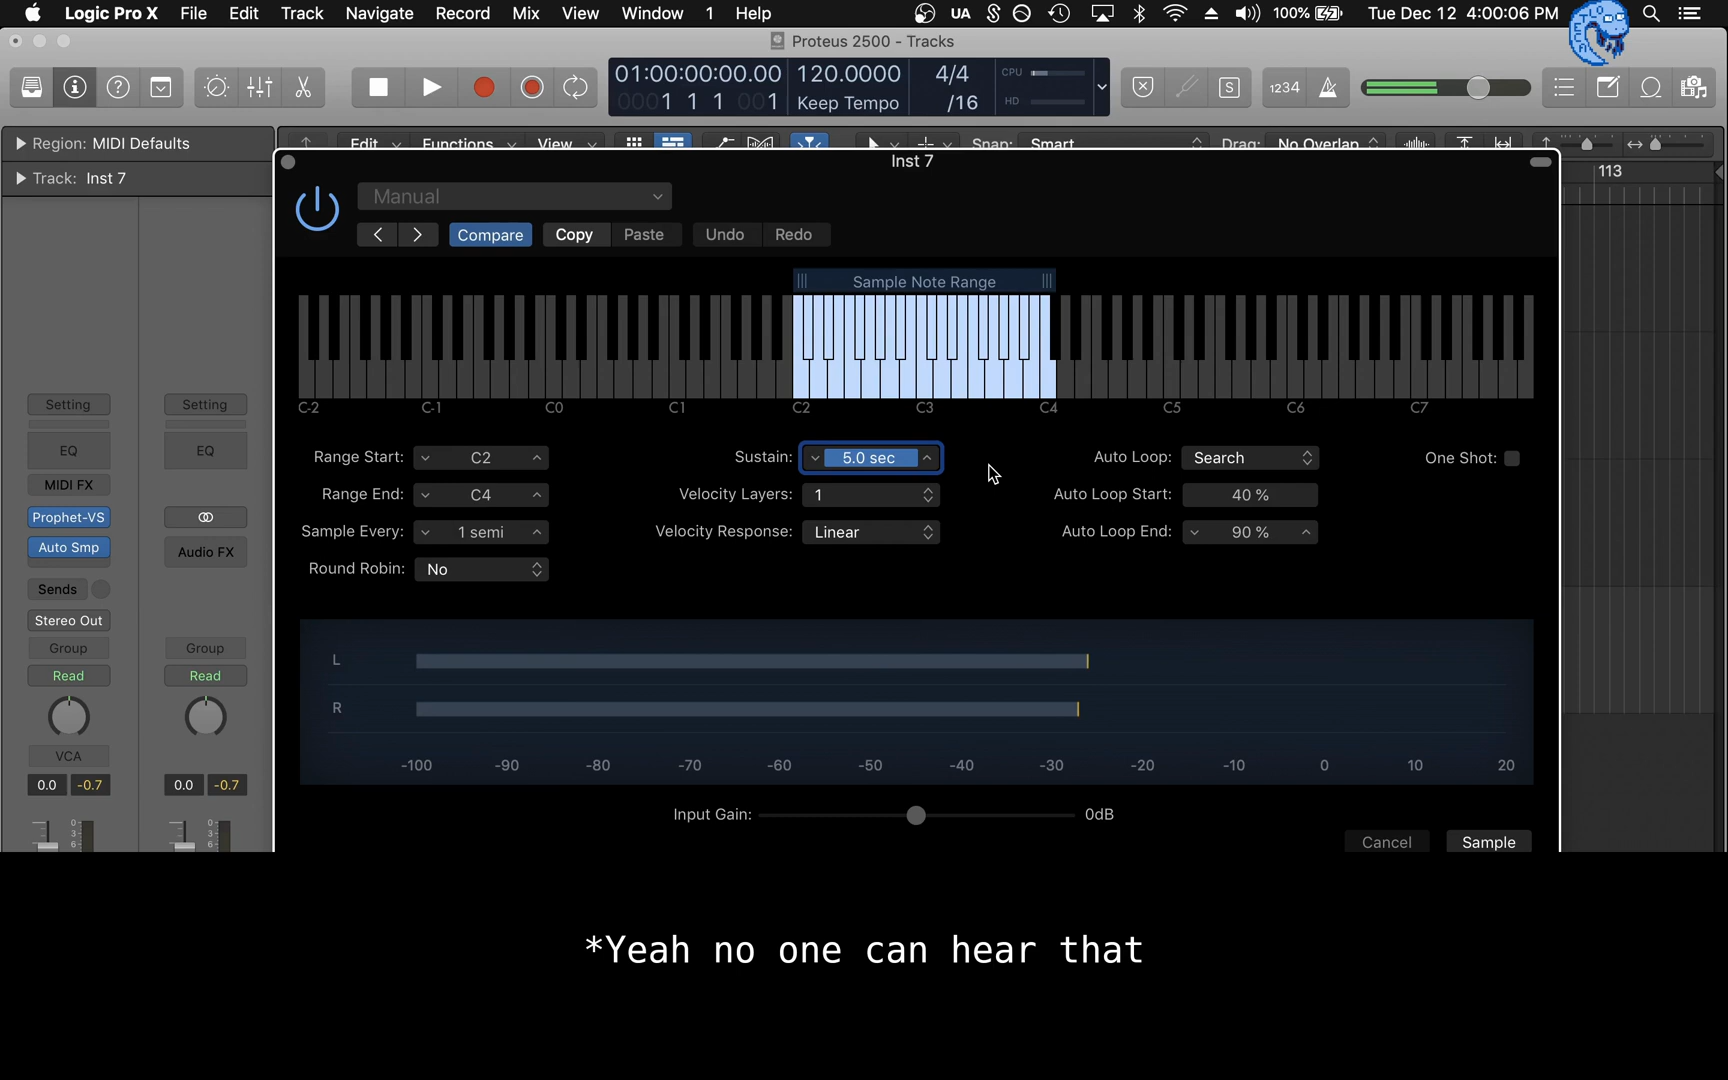 Logic Pro X File Edit Track Navigate Record Mix View Window 1 Help UA 100% Tue Dec 12 4:00:06 PM
Proteus 2500 - Tracks
01:00:00:00.00 120.0000 4/4 CPU
0001 1 1 001 Keep Tempo /16 HD
S 1234
Region: MIDI Defaults Edit Functions View Snap: Smart Drag: No Overlap
Track: Inst 7
Inst 7
113
Manual
Compare Copy Paste Undo Redo
Sample Note Range
C-2 C-1 C0 C1 C2 C3 C4 C5 C6 C7
Setting Setting
EQ EQ
MIDI FX
Prophet-VS
Auto Smp Audio FX
Sends
Stereo Out
Group Group
Read Read
VCA
0.0 -0.7 0.0 -0.7
0 0
3 3
6 6
Range Start: C2 Sustain: 5.0 sec Auto Loop: Search One Shot:
Range End: C4 Velocity Layers: 1 Auto Loop Start: 40 %
Sample Every: 1 semi Velocity Response: Linear Auto Loop End: 90 %
Round Robin: No
L
R
-100 -90 -80 -70 -60 -50 -40 -30 -20 -10 0 10 20
Input Gain: 0dB
Cancel Sample
*Yeah no one can hear that